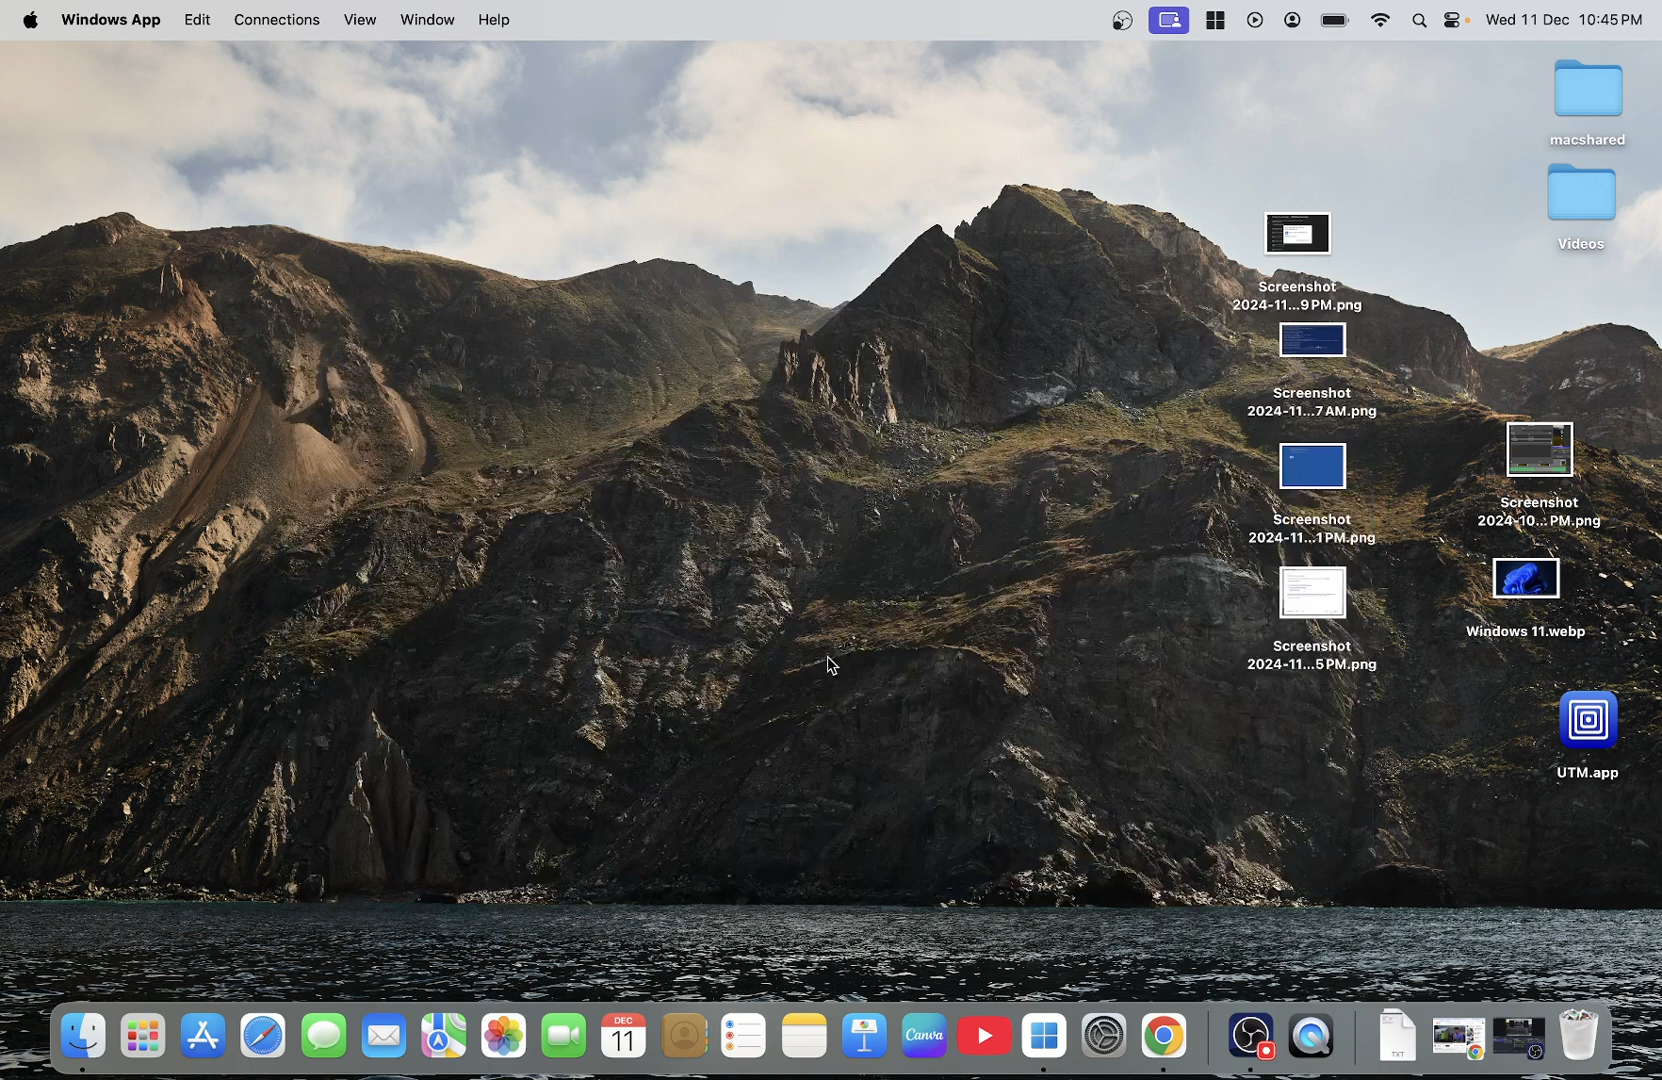 Windows App Edit Connections View Window Help Wed 11 Dec 10:45 PM
macshared
Videos
Screenshot
2024-11...9 PM.png
Screenshot
2024-11...7 AM.png
Screenshot
2024-10....PM.png
Screenshot
2024-11...1 PM.png
Windows 11.webp
Screenshot
2024-11...5 PM.png
UTM.app
DEC
11
Canva
TXT